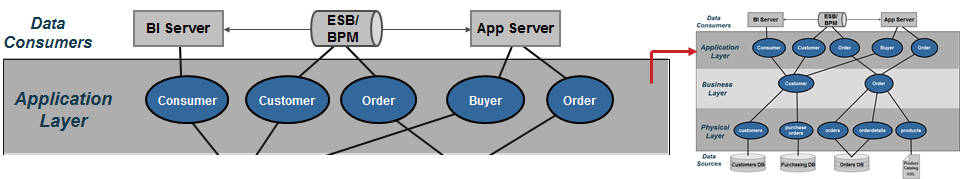 Data
Consumers
BI Server
ESB/
BPM
App Server
Application
Layer
Consumer
Customer
Order
Buyer
Order
Data
Consumers
BI Server
ESB/
BPM
App Server
Application
Layer
Consumer
Customer
Order
Buyer
Order
Business
Layer
Customer
Order
Physical
Layer
customers
purchase
orders
orders
orderdetails
products
Data
Sources
Customers DB
Purchasing DB
Orders DB
Product
Catalog
XML